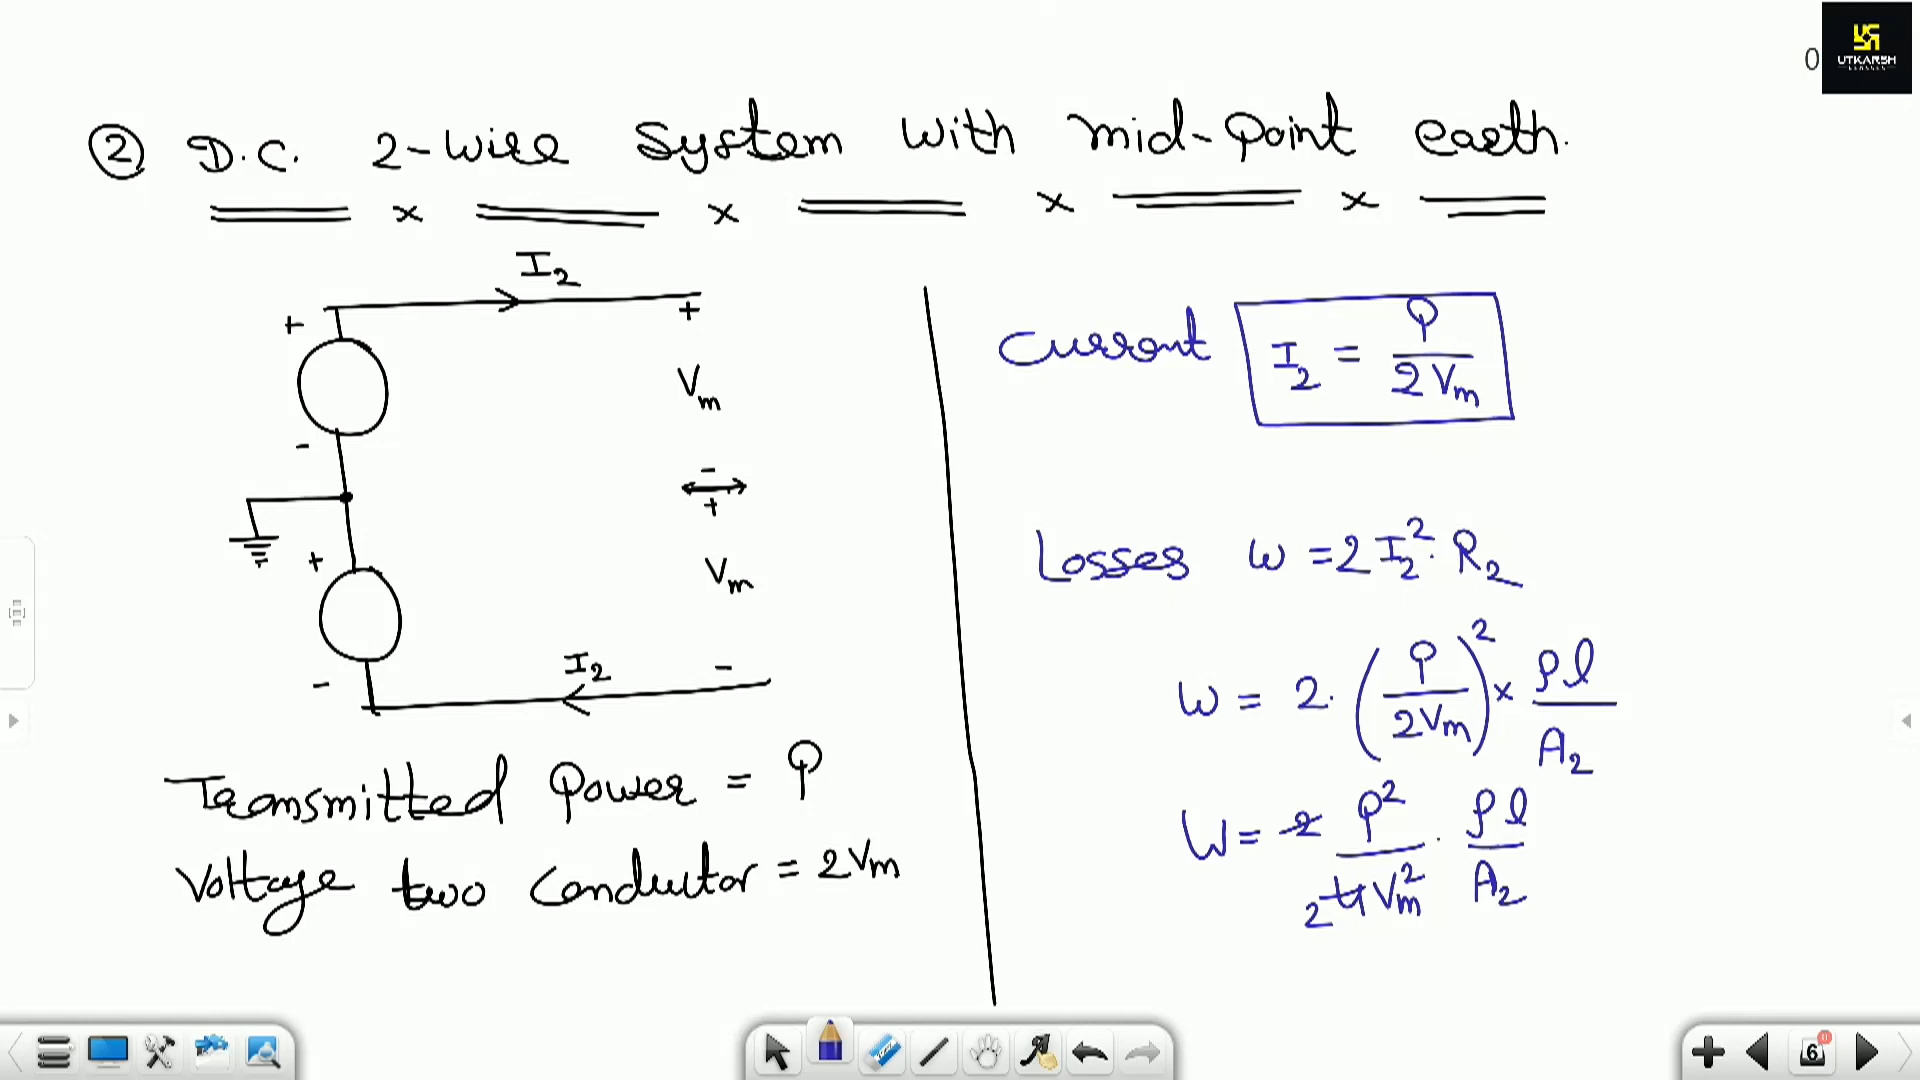 0
UTKARSH
CLASSES
② D.C. 2-Wire System with mid-Point earth.
== × == × == × == × ==
I₂
+
+
Vm
-
-
+
+
Vm
I₂
-
-
Transmitted Power = P
Voltage two Conductor = 2Vm
Current I₂ = P / 2Vm
Losses W = 2 I₂² . R₂
W = 2 . (P / 2Vm)² × ρl / A₂
W = 2 P² / 2 4 Vm² . ρl / A₂
6